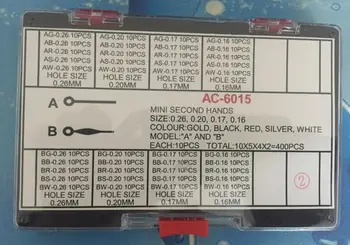 AG-0.26 10PCS AG-0.20 10PCS AG-0.17 10PCS AG-0.16 10PCS
AB-0.26 10PCS AB-0.20 10PCS AB-0.17 10PCS AB-0.16 10PCS
AR-0.26 10PCS AR-0.20 10PCS AR-0.17 10PCS AR-0.16 10PCS
AS-0.26 10PCS AS-0.20 10PCS AS-0.17 10PCS AS-0.16 10PCS
AW-0.26 10PCS AW-0.20 10PCS AW-0.17 10PCS AW-0.16 10PCS
HOLE SIZE HOLE SIZE HOLE SIZE HOLE SIZE
0.26MM 0.20MM 0.17MM 0.16MM
AC-6015
A
B
MINI SECOND HANDS
SIZE:0.26, 0.20, 0.17, 0.16
COLOUR:GOLD, BLACK, RED, SILVER, WHITE
MODEL:"A" AND "B"
EACH:10PCS TOTAL:10X5X4X2=400PCS
BG-0.26 10PCS BG-0.20 10PCS BG-0.17 10PCS BG-0.16 10PCS
BB-0.26 10PCS BB-0.20 10PCS BB-0.17 10PCS BB-0.16 10PCS
BR-0.26 10PCS BR-0.20 10PCS BR-0.17 10PCS BR-0.16 10PCS
BS-0.26 10PCS BS-0.20 10PCS BS-0.17 10PCS BS-0.16 10PCS
BW-0.26 10PCS BW-0.20 10PCS BW-0.17 10PCS BW-0.16 10PCS
HOLE SIZE HOLE SIZE HOLE SIZE HOLE SIZE
0.26MM 0.20MM 0.17MM 0.16MM
2